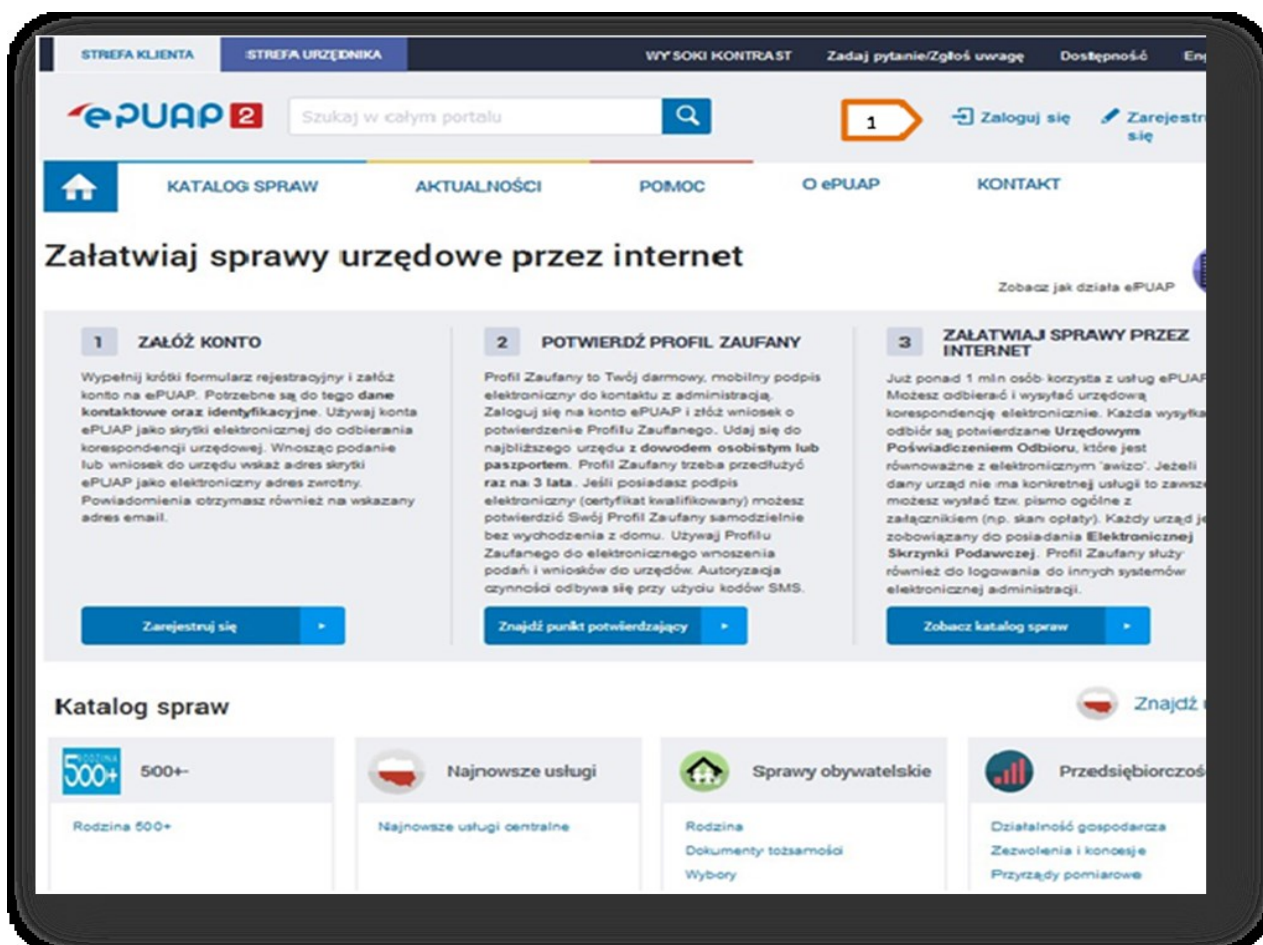 STREFA KLIENTA STREFA URZĘDNIKA WYSOKI KONTRAST Zadaj pytanie/Zgłoś uwagę Dostępność
ePUAP 2 Szukaj w całym portalu 1 Zaloguj się
się
KATALOG SPRAW AKTUALNOŚCI POMOC O ePUAP KONTAKT
Załatwiaj sprawy urzędowe przez internet
Zobacz jak działa ePUAP
1 ZAŁÓŻ KONTO
Wypełnij krótki formularz rejestracyjny i załóż
konto na ePUAP. Potrzebne są do tego dane
kontaktowe oraz identyfikacyjne. Używaj konta
ePUAP jako skrytki elektronicznej do odbierania
korespondencji urzędowej. Wnosząc podanie
lub wniosek do urzędu wskaż adres skrytki
ePUAP jako elektroniczny adres zwrotny.
Powiadomienia otrzymasz również na wskazany
adres email.
Zarejestruj się
2 POTWIERDŹ PROFIL ZAUFANY
Profil Zaufany to Twój darmowy, mobilny podpis
elektroniczny do kontaktu z administracją.
Zaloguj się na konto ePUAP i złóż wniosek o
potwierdzenie Profilu Zaufanego. Udaj się do
najbliższego urzędu z dowodem osobistym lub
paszportem. Profil Zaufany trzeba przedłużyć
raz na 3 lata. Jeśli posiadasz podpis
elektroniczny (certyfikat kwalifikowany) możesz
potwierdzić Swój Profil Zaufany samodzielnie
bez wychodzenia z domu. Używaj Profilu
Zaufanego do elektronicznego wnoszenia
podań i wniosków do urzędów. Autoryzacja
czynności odbywa się przy użyciu kodów SMS.
Znajdź punkt potwierdzający
3 ZAŁATWIAJ SPRAWY PRZEZ
INTERNET
Już ponad 1 mln osób korzysta z usług ePUAP
Możesz odbierać i wysyłać urzędową
korespondencję elektronicznie. Każda wysyłka
odbiór są potwierdzane Urzędowym
Poświadczeniem Odbioru, które jest
równoważne z elektronicznym 'awizo'. Jeżeli
dany urząd nie ma konkretnej usługi to zawsze
możesz wysłać tzw. pismo ogólne z
załącznikiem (np. skan opłaty). Każdy urząd
zobowiązany do posiadania Elektronicznej
Skrzynki Podawczej. Profil Zaufany służy
również do logowania do innych systemów
elektronicznej administracji.
Zobacz katalog spraw
Katalog spraw
Znajdź
500+ 500+
Rodzina 500+
Najnowsze usługi
Najnowsze usługi centralne
Sprawy obywatelskie
Rodzina
Dokumenty tożsamości
Wybory
Działalność gospodarcza
Zezwolenia i koncesje
Przyrządy pomiarowe